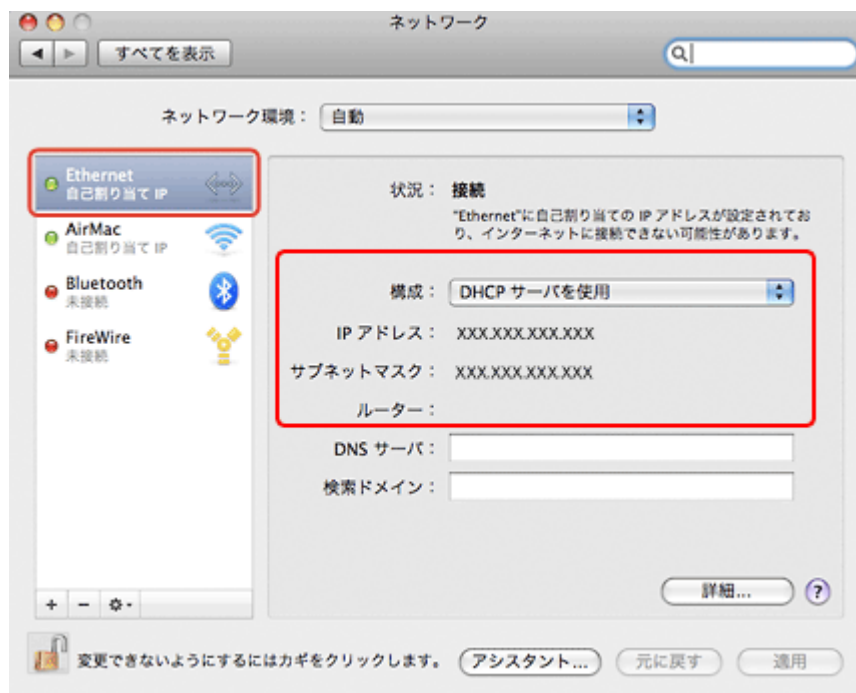 ネットワーク
すべてを表示
ネットワーク環境： 自動
Ethernet
自己割り当て IP
AirMac
自己割り当て IP
Bluetooth
未接続
FireWire
未接続
状況： 接続
"Ethernet"に自己割り当ての IP アドレスが設定されてお
り、インターネットに接続できない可能性があります。
構成： DHCP サーバを使用
IP アドレス： XXX.XXX.XXX.XXX
サブネットマスク： XXX.XXX.XXX.XXX
ルーター：
DNS サーバ：
検索ドメイン：
詳細... ?
変更できないようにするにはカギをクリックします。 アシスタント... 元に戻す 適用